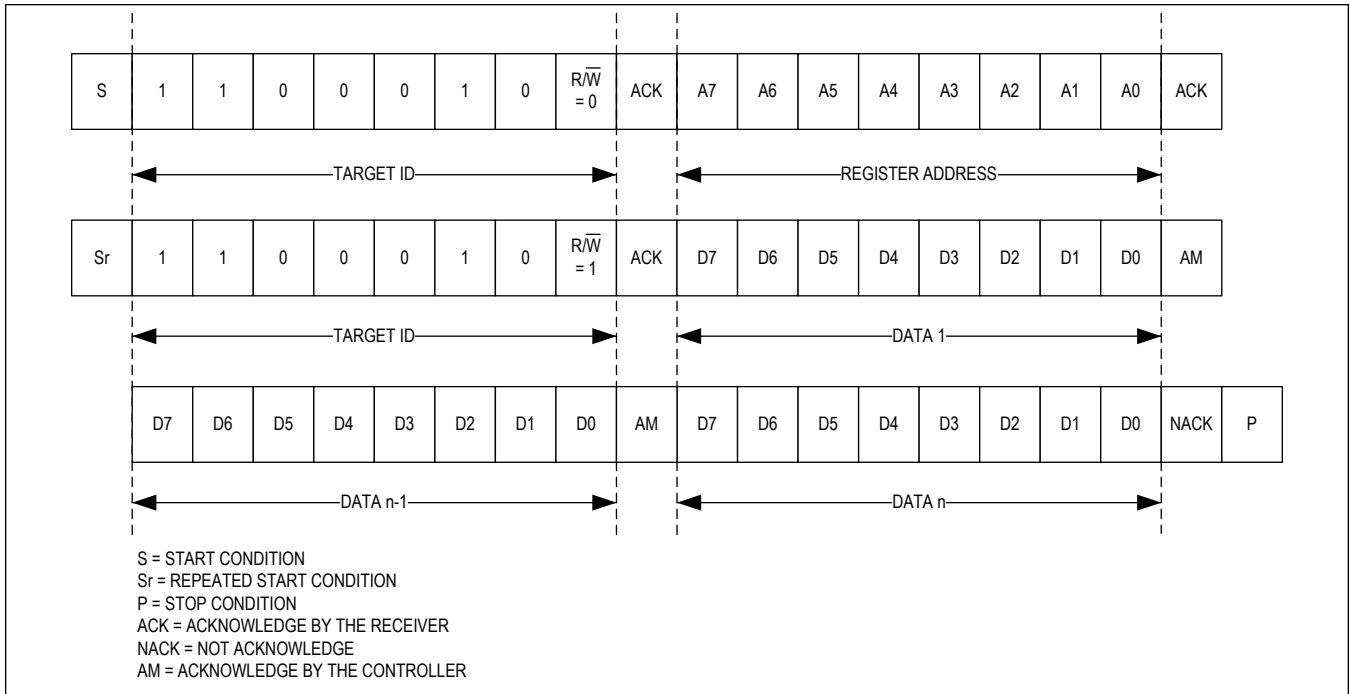 S 1 1 0 0 0 1 0 R/W̅ = 0 ACK A7 A6 A5 A4 A3 A2 A1 A0 ACK
TARGET ID REGISTER ADDRESS
Sr 1 1 0 0 0 1 0 R/W̅ = 1 ACK D7 D6 D5 D4 D3 D2 D1 D0 AM
TARGET ID DATA 1
D7 D6 D5 D4 D3 D2 D1 D0 AM D7 D6 D5 D4 D3 D2 D1 D0 NACK P
DATA n-1 DATA n
S = START CONDITION
Sr = REPEATED START CONDITION
P = STOP CONDITION
ACK = ACKNOWLEDGE BY THE RECEIVER
NACK = NOT ACKNOWLEDGE
AM = ACKNOWLEDGE BY THE CONTROLLER